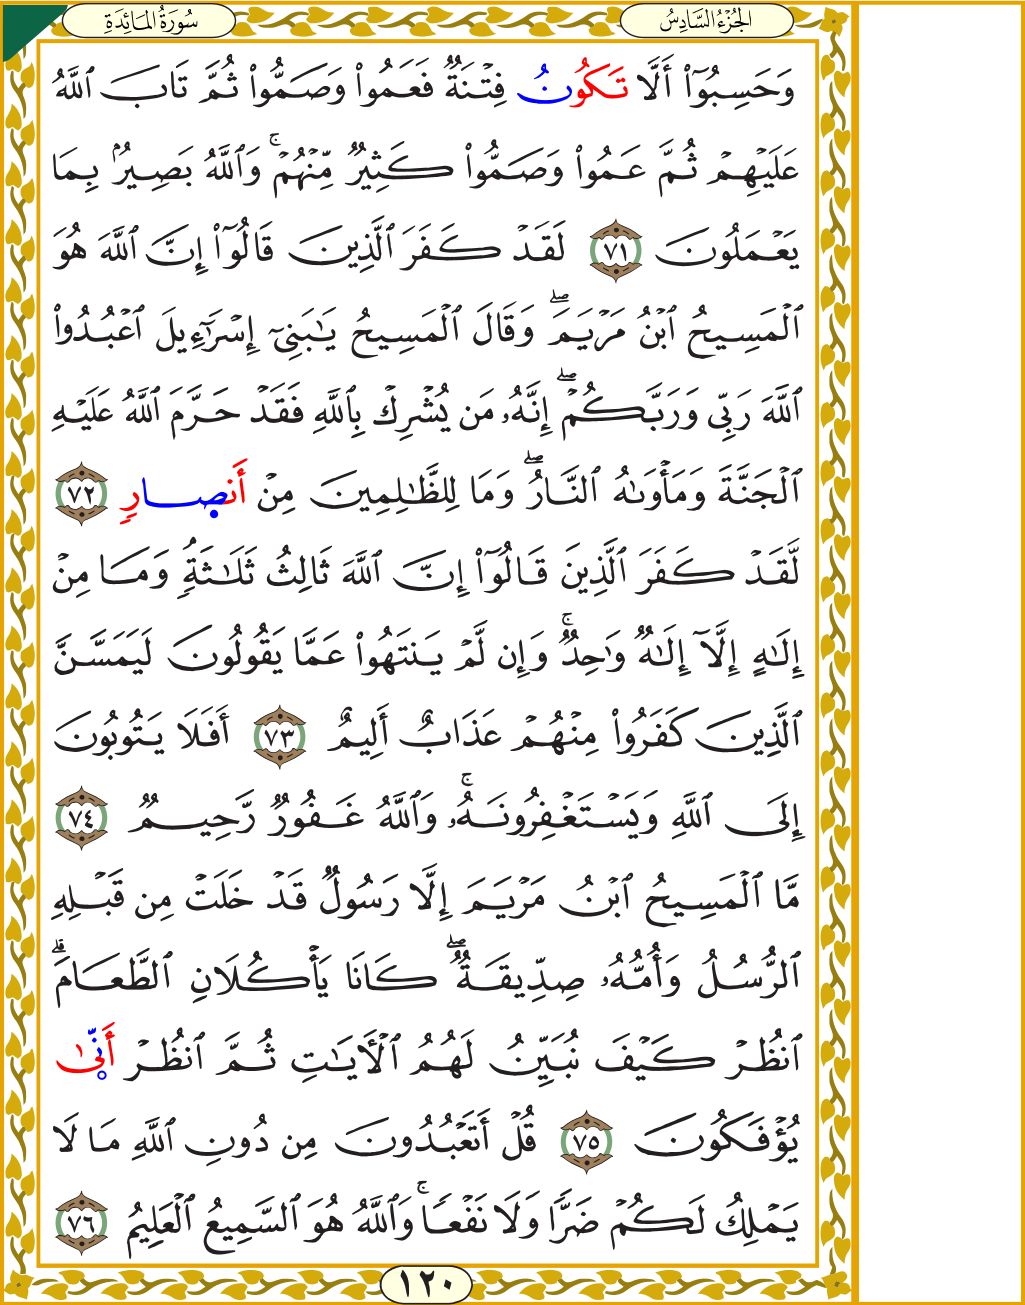 الجُزْءُ السَّادِسُ
سُورَةُ المَائِدَةِ
وَحَسِبُوٓا۟ أَلَّا تَكُونُ فِتْنَةٌ فَعَمُوا۟ وَصَمُّوا۟ ثُمَّ تَابَ ٱللَّهُ
عَلَيْهِمْ ثُمَّ عَمُوا۟ وَصَمُّوا۟ كَثِيرٌ مِّنْهُمْ ۚ وَٱللَّهُ بَصِيرٌۢ بِمَا
يَعْمَلُونَ ٧١ لَقَدْ كَفَرَ ٱلَّذِينَ قَالُوٓا۟ إِنَّ ٱللَّهَ هُوَ
ٱلْمَسِيحُ ٱبْنُ مَرْيَمَ ۖ وَقَالَ ٱلْمَسِيحُ يَـٰبَنِىٓ إِسْرَٰٓءِيلَ ٱعْبُدُوا۟
ٱللَّهَ رَبِّى وَرَبَّكُمْ ۖ إِنَّهُۥ مَن يُشْرِكْ بِٱللَّهِ فَقَدْ حَرَّمَ ٱللَّهُ عَلَيْهِ
ٱلْجَنَّةَ وَمَأْوَىٰهُ ٱلنَّارُ ۖ وَمَا لِلظَّـٰلِمِينَ مِنْ أَنصَارٍ ٧٢
لَّقَدْ كَفَرَ ٱلَّذِينَ قَالُوٓا۟ إِنَّ ٱللَّهَ ثَالِثُ ثَلَـٰثَةٍۘ وَمَا مِنْ
إِلَـٰهٍ إِلَّآ إِلَـٰهٌ وَٰحِدٌ ۚ وَإِن لَّمْ يَنتَهُوا۟ عَمَّا يَقُولُونَ لَيَمَسَّنَّ
ٱلَّذِينَ كَفَرُوا۟ مِنْهُمْ عَذَابٌ أَلِيمٌ ٧٣ أَفَلَا يَتُوبُونَ
إِلَى ٱللَّهِ وَيَسْتَغْفِرُونَهُۥ ۚ وَٱللَّهُ غَفُورٌ رَّحِيمٌ ٧٤
مَّا ٱلْمَسِيحُ ٱبْنُ مَرْيَمَ إِلَّا رَسُولٌ قَدْ خَلَتْ مِن قَبْلِهِ
ٱلرُّسُلُ وَأُمُّهُۥ صِدِّيقَةٌ ۖ كَانَا يَأْكُلَانِ ٱلطَّعَامَ ۗ
ٱنظُرْ كَيْفَ نُبَيِّنُ لَهُمُ ٱلْـَٔايَـٰتِ ثُمَّ ٱنظُرْ أَنَّىٰ
يُؤْفَكُونَ ٧٥ قُلْ أَتَعْبُدُونَ مِن دُونِ ٱللَّهِ مَا لَا
يَمْلِكُ لَكُمْ ضَرًّا وَلَا نَفْعًا ۚ وَٱللَّهُ هُوَ ٱلسَّمِيعُ ٱلْعَلِيمُ ٧٦
١٢٠